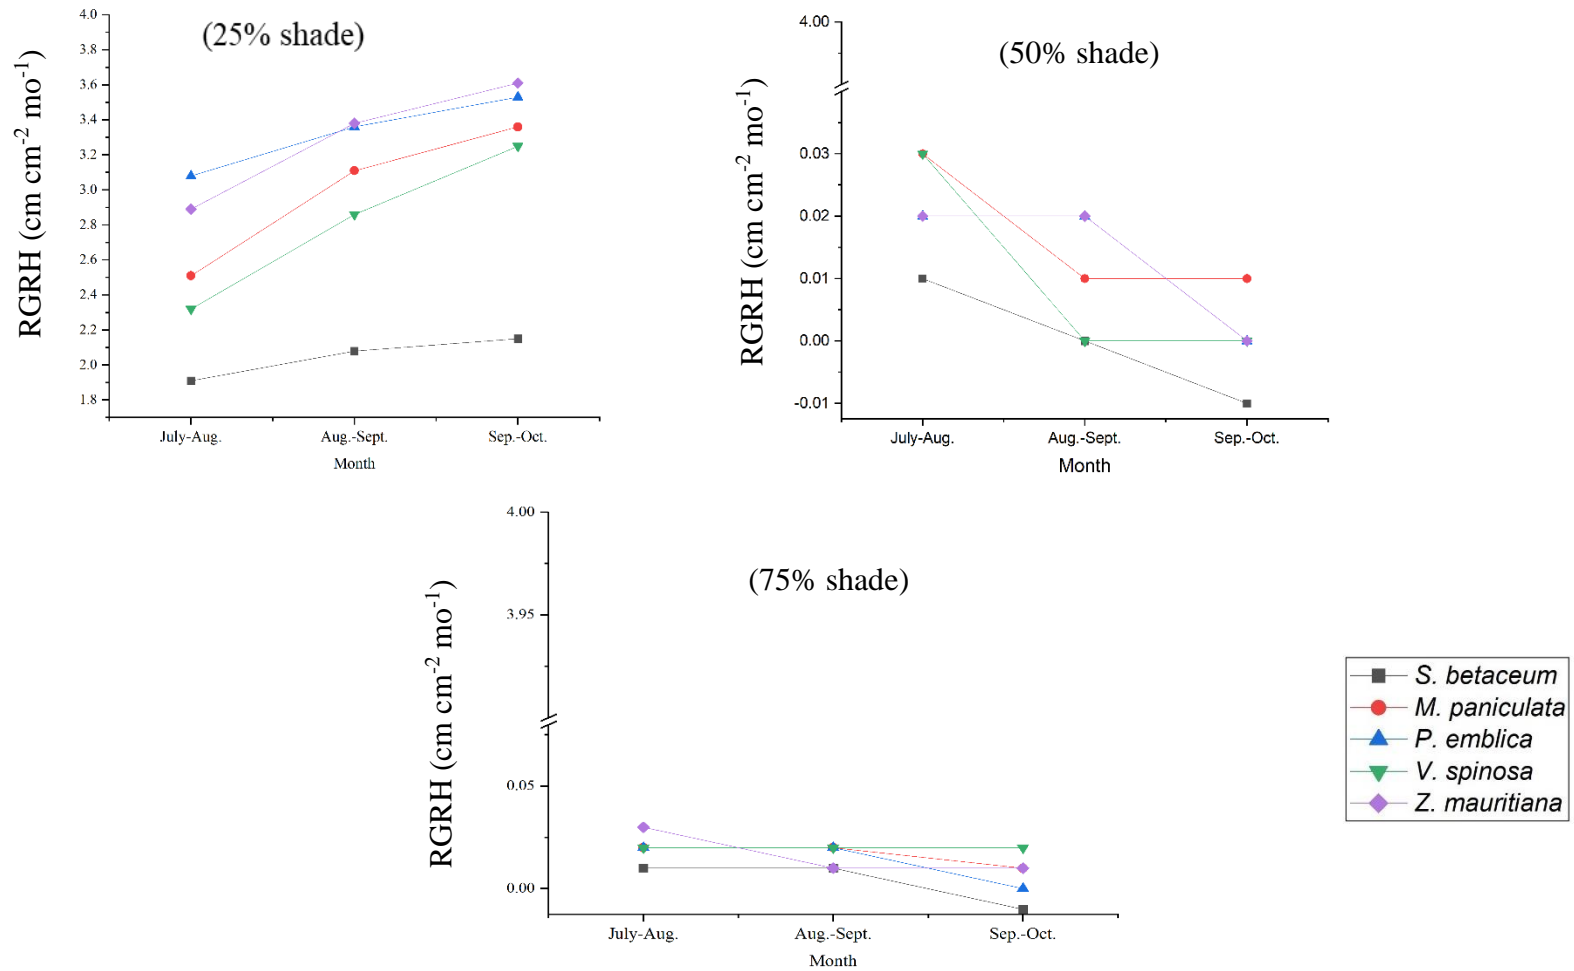 (25% shade)
RGRH (cm cm-2 mo-1)
4.0
3.8
3.6
3.4
3.2
3.0
2.8
2.6
2.4
2.2
2.0
1.8
July-Aug.
Aug.-Sept.
Sep.-Oct.
Month
(50% shade)
RGRH (cm cm-2 mo-1)
4.00
0.03
0.02
0.01
0.00
-0.01
July-Aug.
Aug.-Sept.
Sep.-Oct.
Month
(75% shade)
RGRH (cm cm-2 mo-1)
4.00
3.95
0.05
0.00
July-Aug.
Aug.-Sept.
Sep.-Oct.
Month
S. betaceum
M. paniculata
P. emblica
V. spinosa
Z. mauritiana